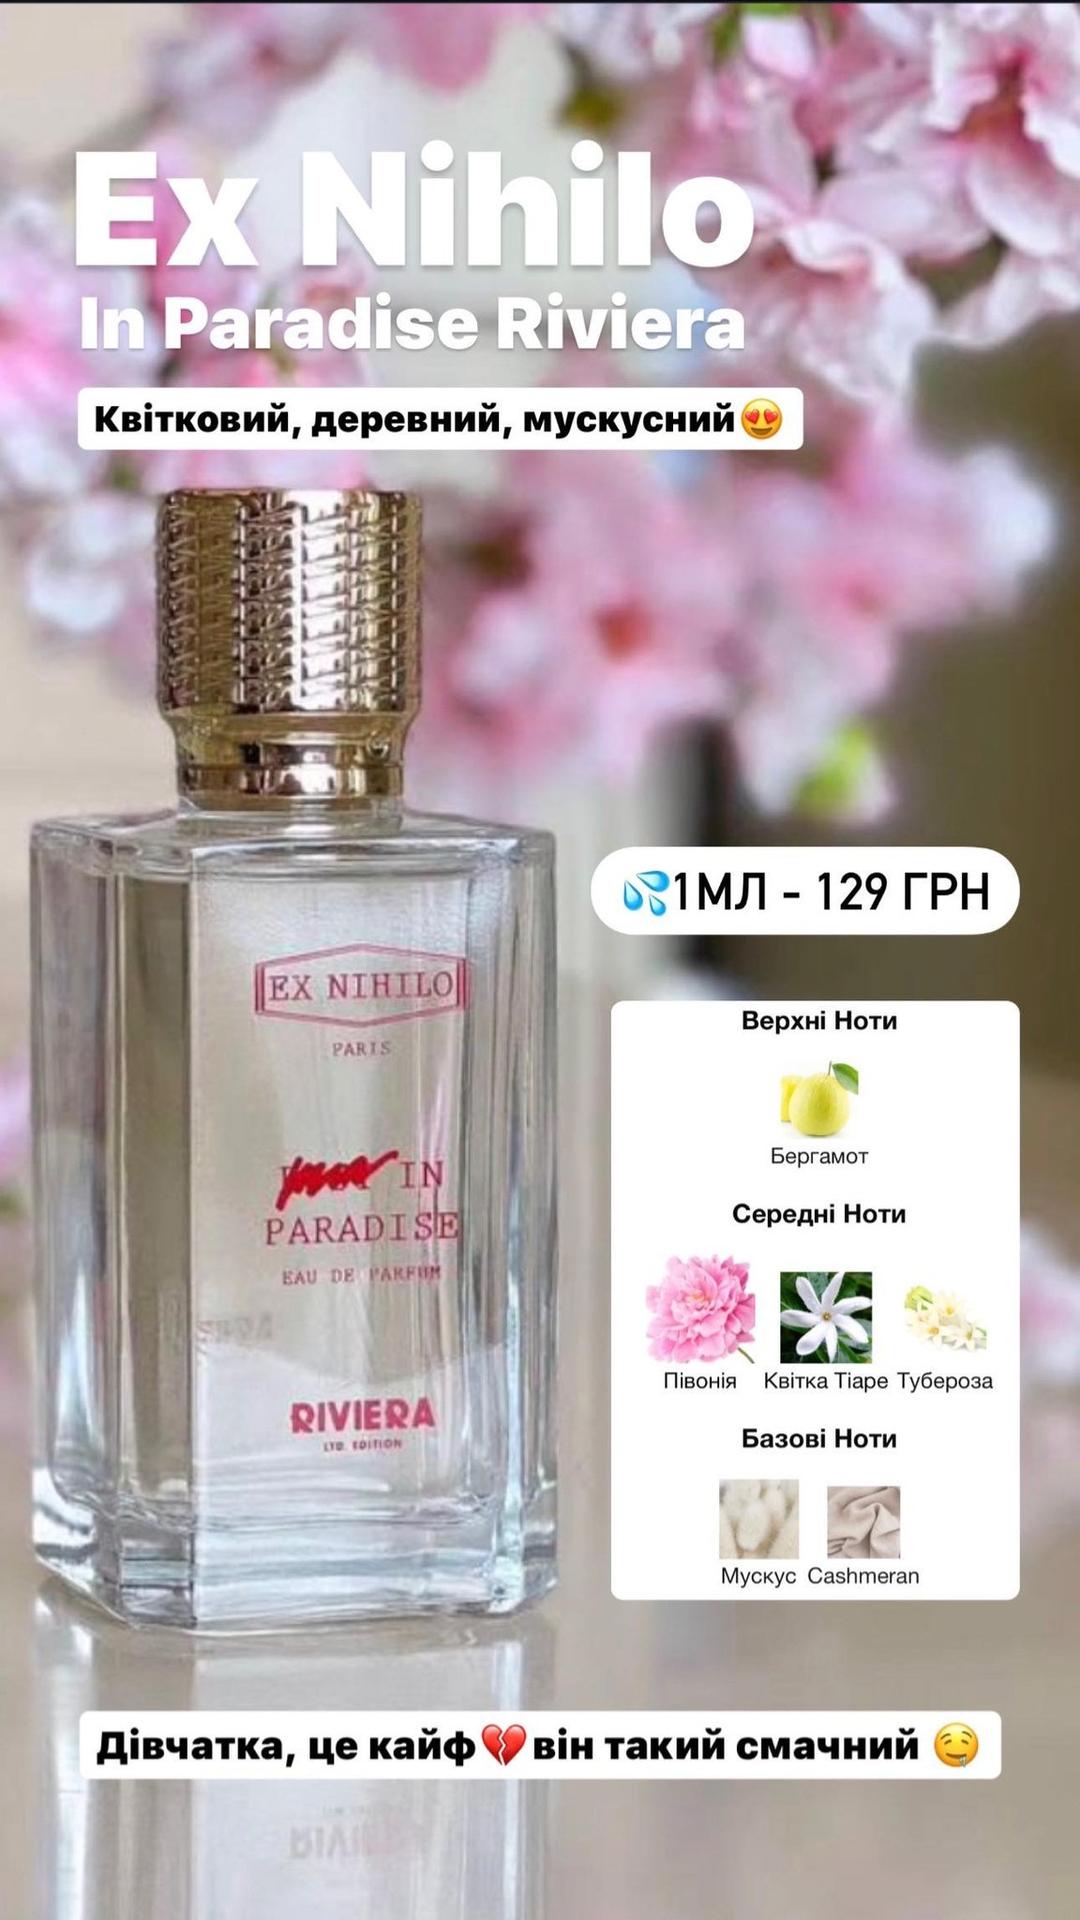 Ex Nihilo
In Paradise Riviera
Квітковий, деревний, мускусний😍
EX NIHILO
PARIS
IN
PARADISE
EAU DE PARFUM
RIVIERA
LTD. EDITION
💦1МЛ - 129 ГРН
Верхні Ноти
Бергамот
Середні Ноти
Півонія Квітка Тіаре Тубероза
Базові Ноти
Мускус Cashmeran
Дівчатка, це кайф💔він такий смачний 🤤